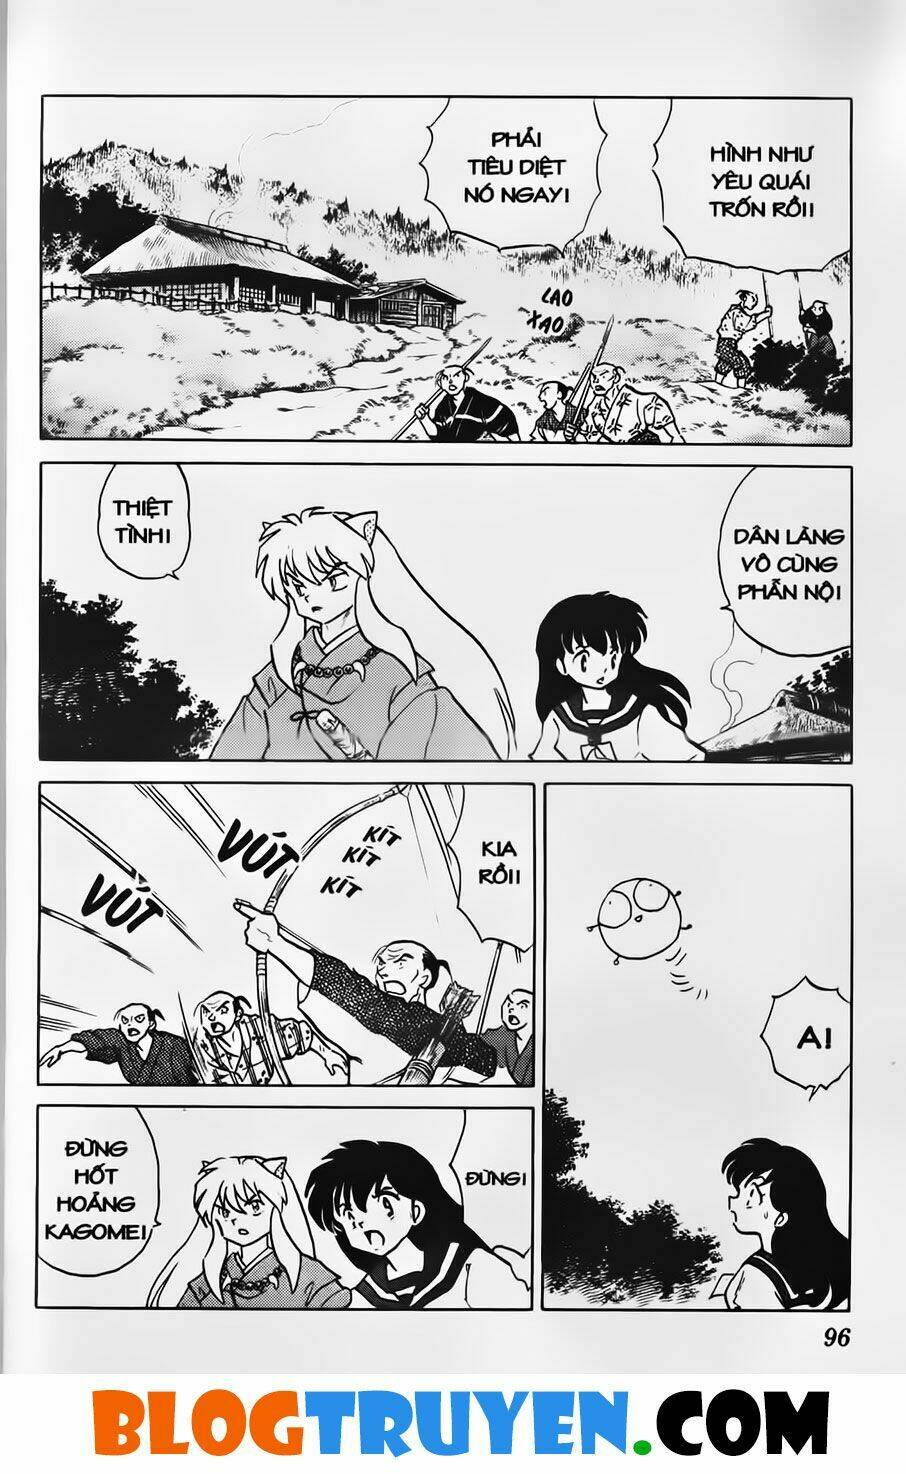 HÌNH NHƯ
YÊU QUÁI
TRỐN RỒI!
PHẢI
TIÊU DIỆT
NÓ NGAY!
LAO
XAO
DÂN LÀNG
VÔ CÙNG
PHẪN NỘ!
THIỆT
TÌNH!
A!
KIA
RỒI!
KÍT
KÍT
KÍT
VÚT
VÚT
ĐỪNG!
ĐỪNG
HỐT
HOẢNG
KAGOME!
96
BLOGTRUYEN.COM